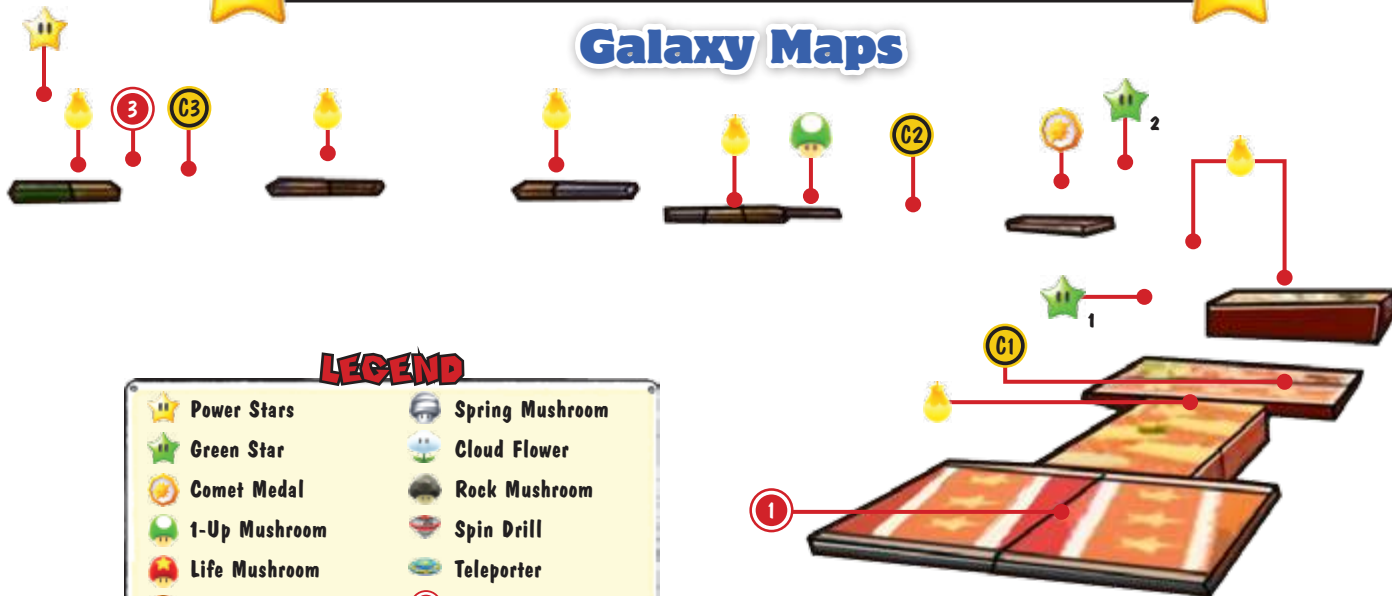 Galaxy Maps
3
C3
C2
2
1
C1
1
LEGEND
Power Stars
Spring Mushroom
Green Star
Cloud Flower
Comet Medal
Rock Mushroom
1-Up Mushroom
Spin Drill
Life Mushroom
Teleporter